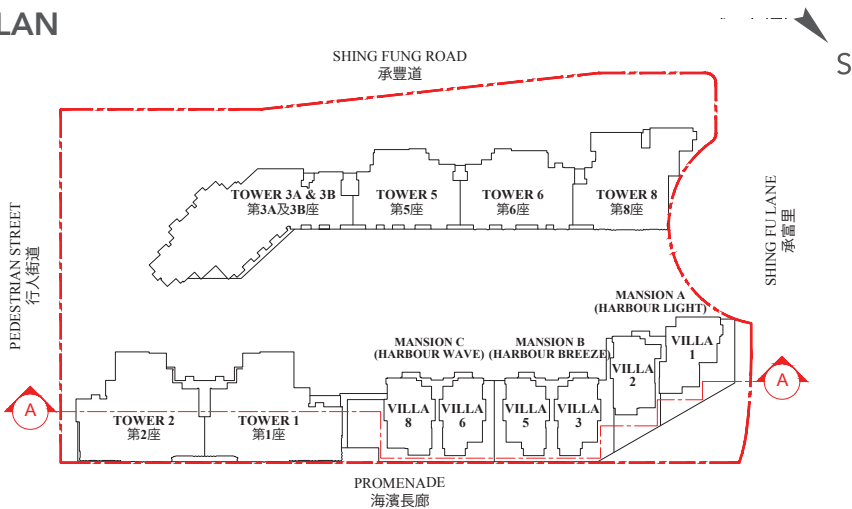 LAN
S
SHING FUNG ROAD
承豐道
TOWER 3A & 3B
第3A及3B座
TOWER 5
第5座
TOWER 6
第6座
TOWER 8
第8座
PEDESTRIAN STREET
行人街道
SHING FU LANE
承富里
MANSION A
(HARBOUR LIGHT)
MANSION C
(HARBOUR WAVE)
MANSION B
(HARBOUR BREEZE)
VILLA
1
VILLA
2
A
A
TOWER 2
第2座
TOWER 1
第1座
VILLA
8
VILLA
6
VILLA
5
VILLA
3
PROMENADE
海濱長廊